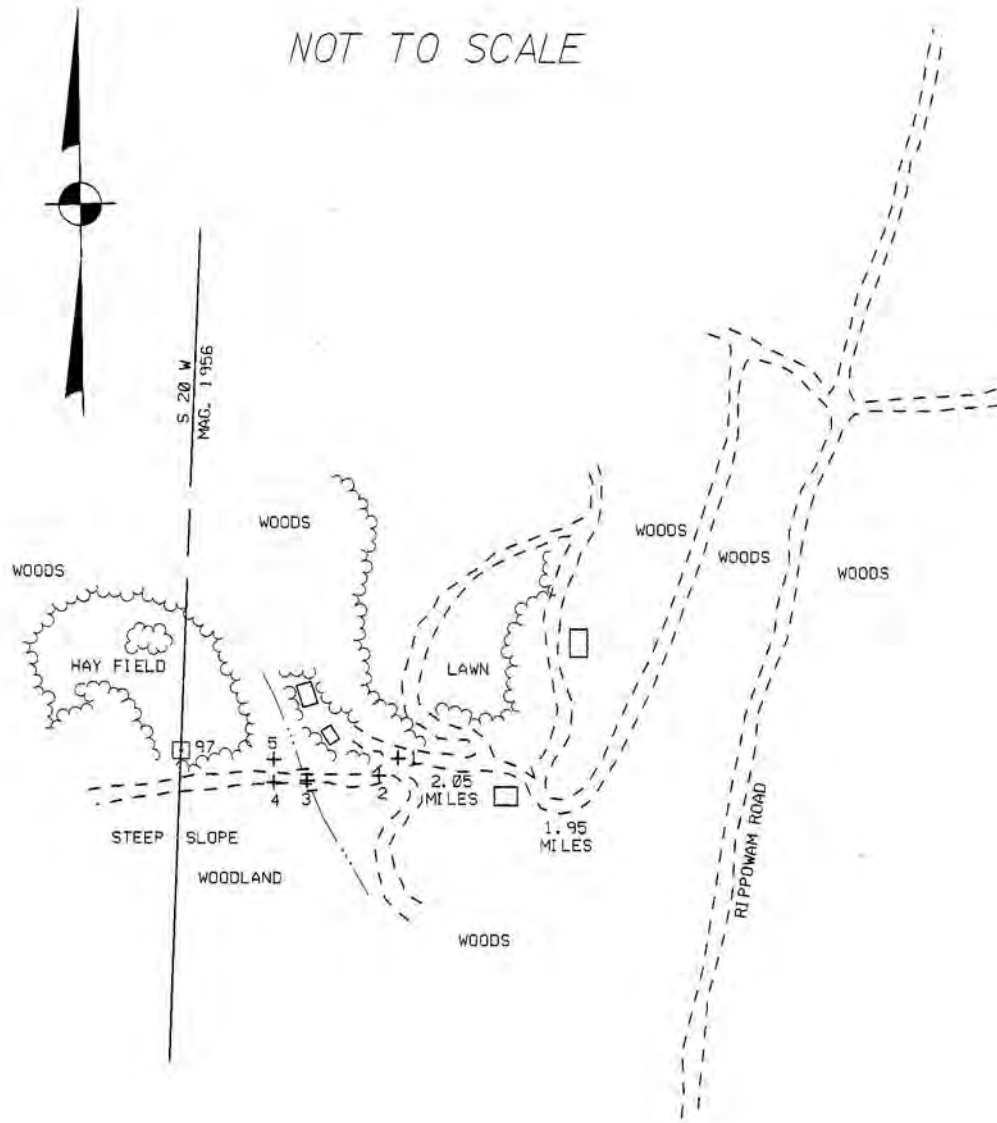 NOT TO SCALE
S 20 W
MAG. 1956
WOODS
WOODS
WOODS
WOODS
WOODS
HAY FIELD
LAWN
97
5
1
4
3
2
2.05
MILES
1.95
MILES
STEEP SLOPE
WOODLAND
RIPPOWAM ROAD
WOODS